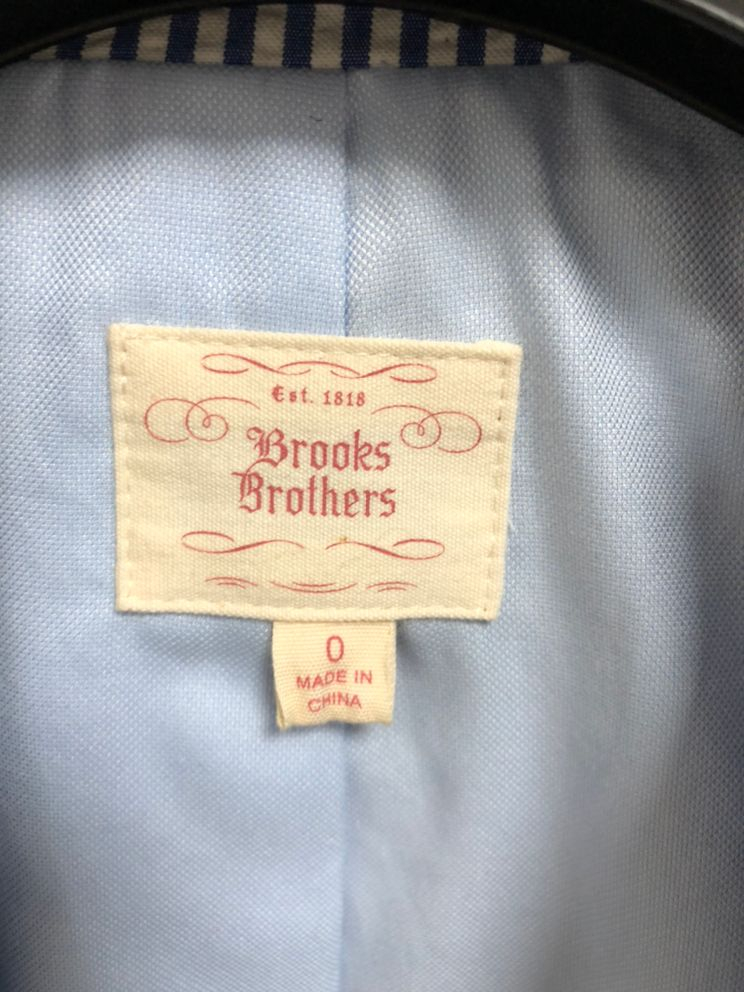 Est. 1818
Brooks
Brothers
0
MADE IN
CHINA